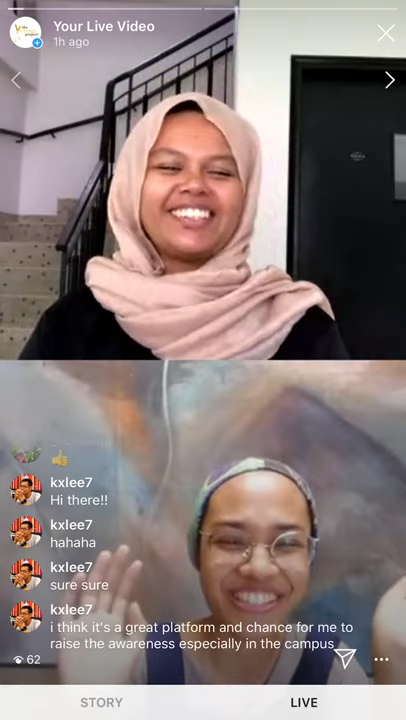 Your Live Video
1h ago
kxlee7
Hi there!!
kxlee7
hahaha
kxlee7
sure sure
kxlee7
i think it's a great platform and chance for me to
raise the awareness especially in the campus
62
STORY
LIVE